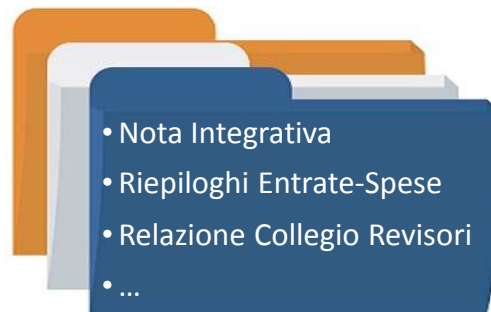 • Nota Integrativa
• Riepiloghi Entrate-Spese
• Relazione Collegio Revisori
• ...